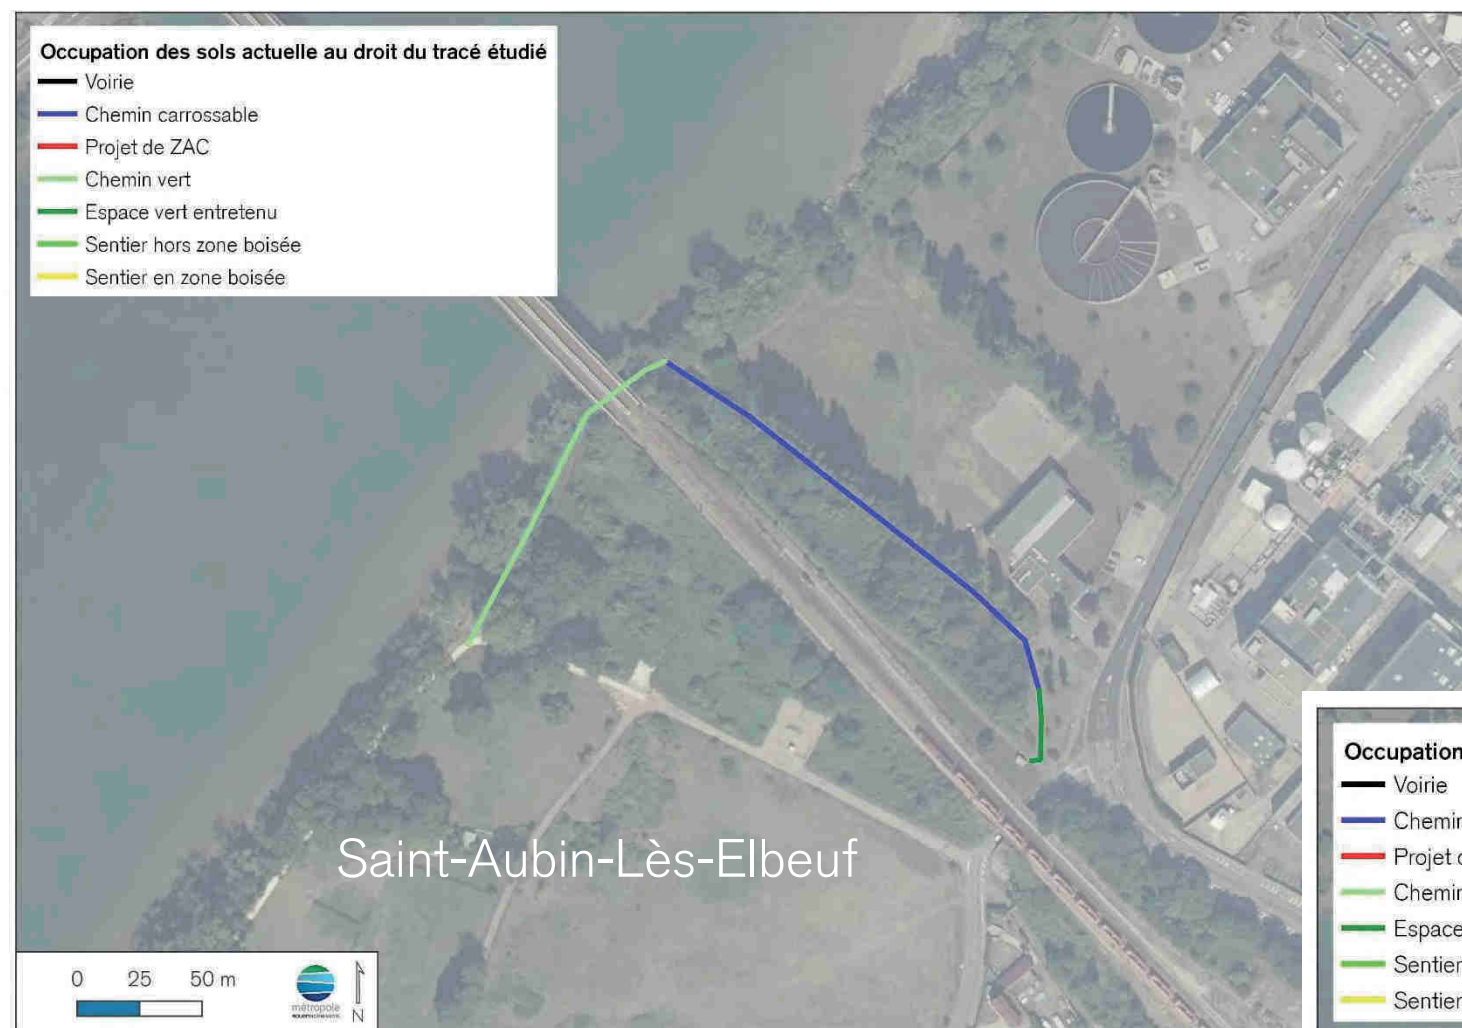 Occupation des sols actuelle au droit du tracé étudié
Voirie
Chemin carrossable
Projet de ZAC
Chemin vert
Espace vert entretenu
Sentier hors zone boisée
Sentier en zone boisée
Saint-Aubin-Lès-Elbeuf
0 25 50 m
métropole
N
Occupation
Voirie
Chemin
Projet d
Chemin
Espace
Sentier
Sentier